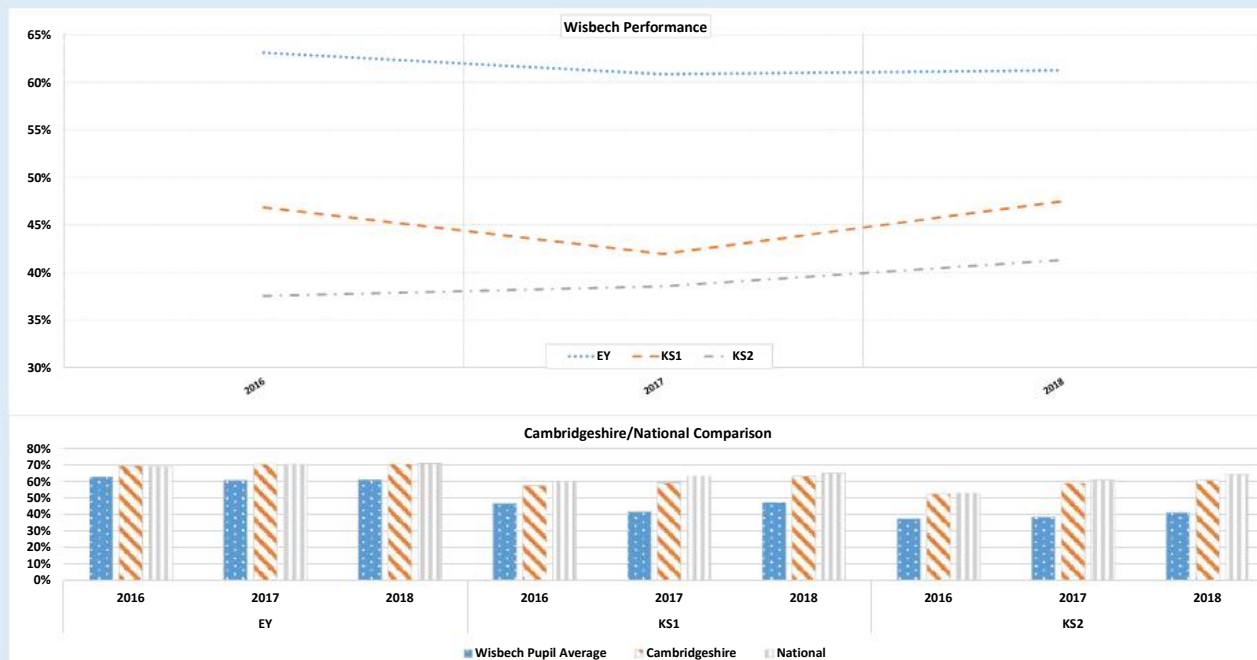 Wisbech Performance
65%
60%
55%
50%
45%
40%
35%
30%
EY KS1 KS2
2016 2017 2018
Cambridgeshire/National Comparison
80%
70%
60%
50%
40%
30%
20%
10%
0%
2016 2017 2018 2016 2017 2018 2016 2017 2018
EY KS1 KS2
Wisbech Pupil Average Cambridgeshire National